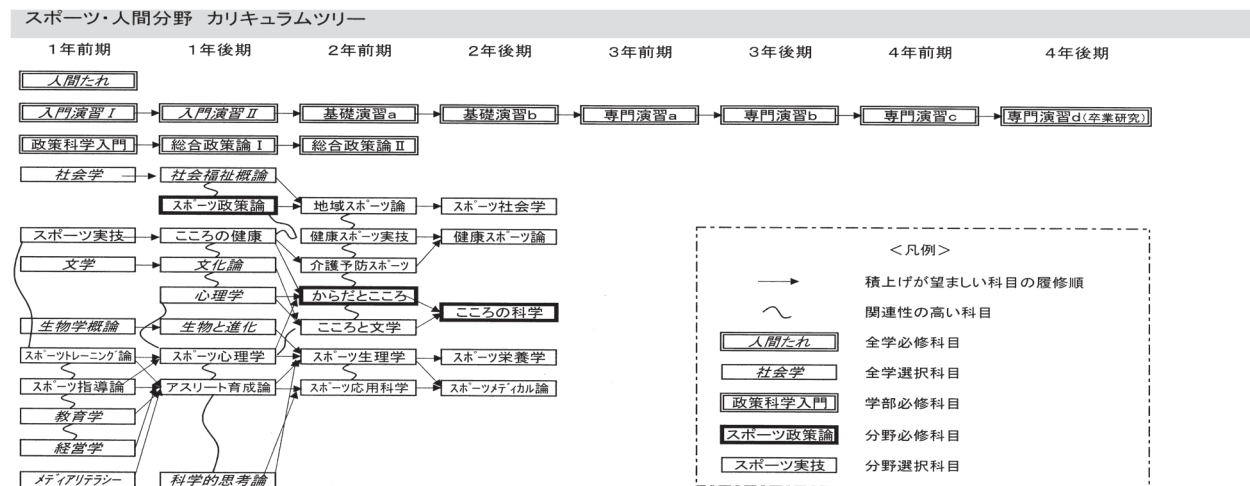 スポーツ・人間分野 カリキュラムツリー
1年前期 1年後期 2年前期 2年後期 3年前期 3年後期 4年前期 4年後期
人間たれ
入門演習Ⅰ 入門演習Ⅱ 基礎演習a 基礎演習b 専門演習a 専門演習b 専門演習c 専門演習d(卒業研究)
政策科学入門 総合政策論Ⅰ 総合政策論Ⅱ
社会学 社会福祉概論
スポーツ政策論 地域スポーツ論 スポーツ社会学
スポーツ実技 こころの健康 健康スポーツ実技 健康スポーツ論
文学 文化論 介護予防スポーツ
心理学 からだとこころ
こころの科学
生物学概論 生物と進化 こころと文学
スポーツトレーニング論 スポーツ心理学 スポーツ生理学 スポーツ栄養学
スポーツ指導論 アスリート育成論 スポーツ応用科学 スポーツメディカル論
教育学
経営学
メディアリテラシー 科学的思考論
<凡例>
積上げが望ましい科目の履修順
関連性の高い科目
人間たれ 全学必修科目
社会学 全学選択科目
政策科学入門 学部必修科目
スポーツ政策論 分野必修科目
スポーツ実技 分野選択科目